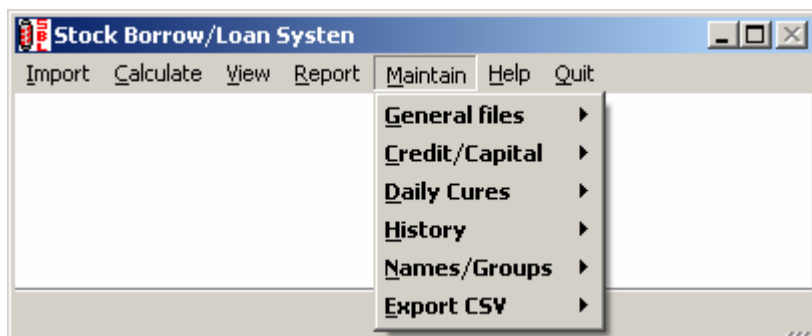 SBL Stock Borrow/Loan Systen
Import Calculate View Report Maintain Help Quit
General files
Credit/Capital
Daily Cures
History
Names/Groups
Export CSV